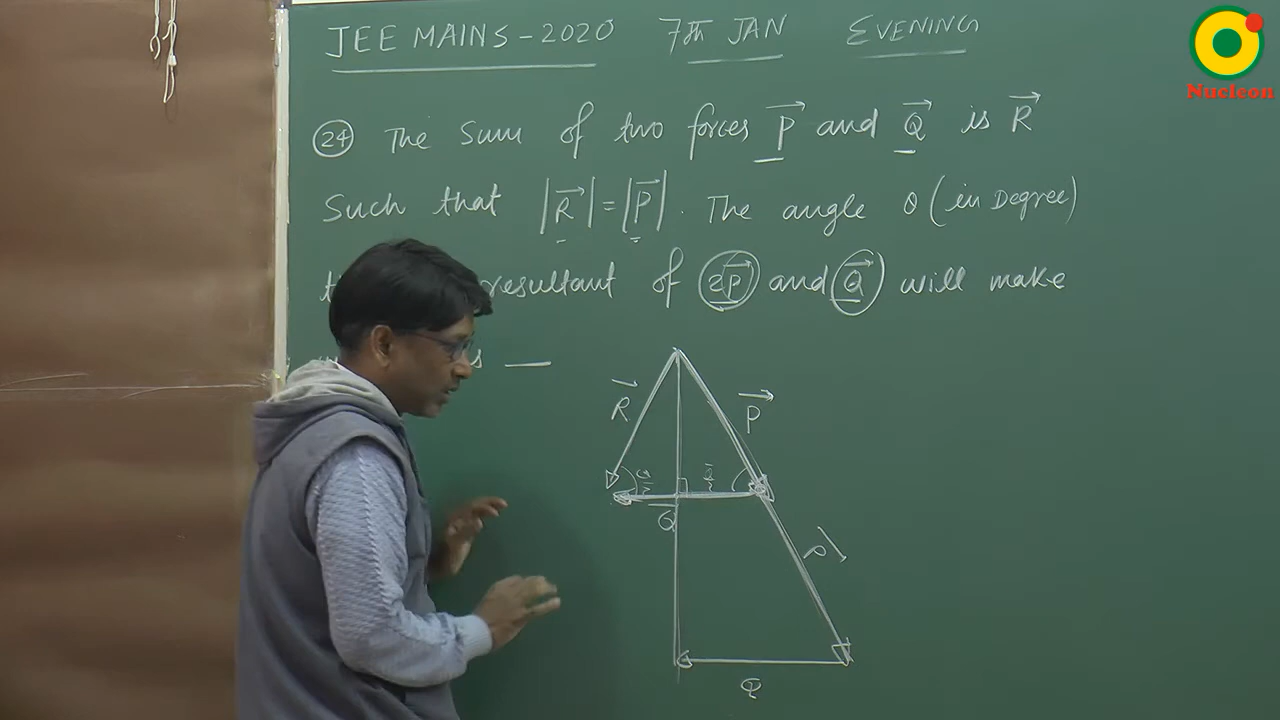 JEE MAINS - 2020 7th JAN EVENING
Nucleon
24 The Sum of two forces P and Q is R
Such that |R| = |P|. The angle θ (in Degree)
resultant of 2P and Q will make
s __
R
P
Q
P
Q